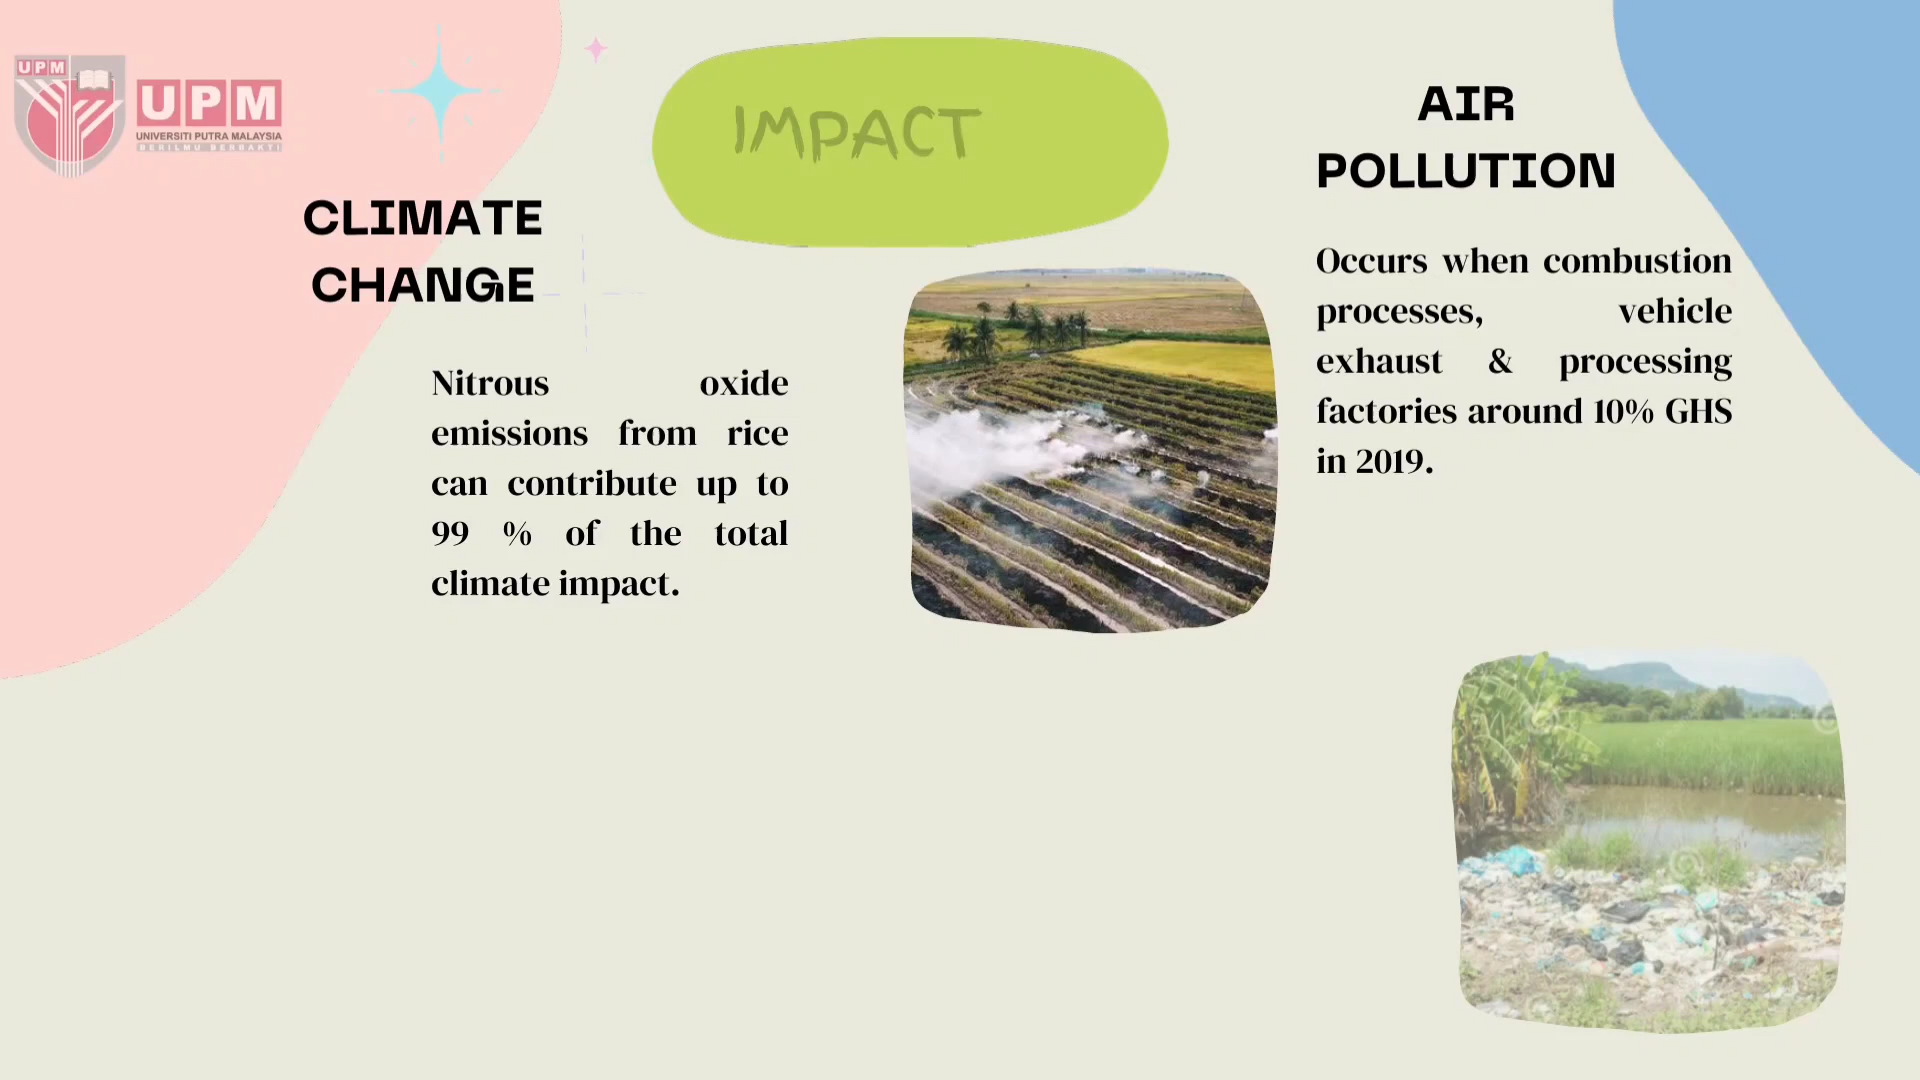 UPM
UPM
UNIVERSITI PUTRA MALAYSIA
BERILMU BERBAKTI
IMPACT
CLIMATE
CHANGE
Nitrous oxide
emissions from rice
can contribute up to
99 % of the total
climate impact.
AIR
POLLUTION
Occurs when combustion
processes, vehicle
exhaust & processing
factories around 10% GHS
in 2019.